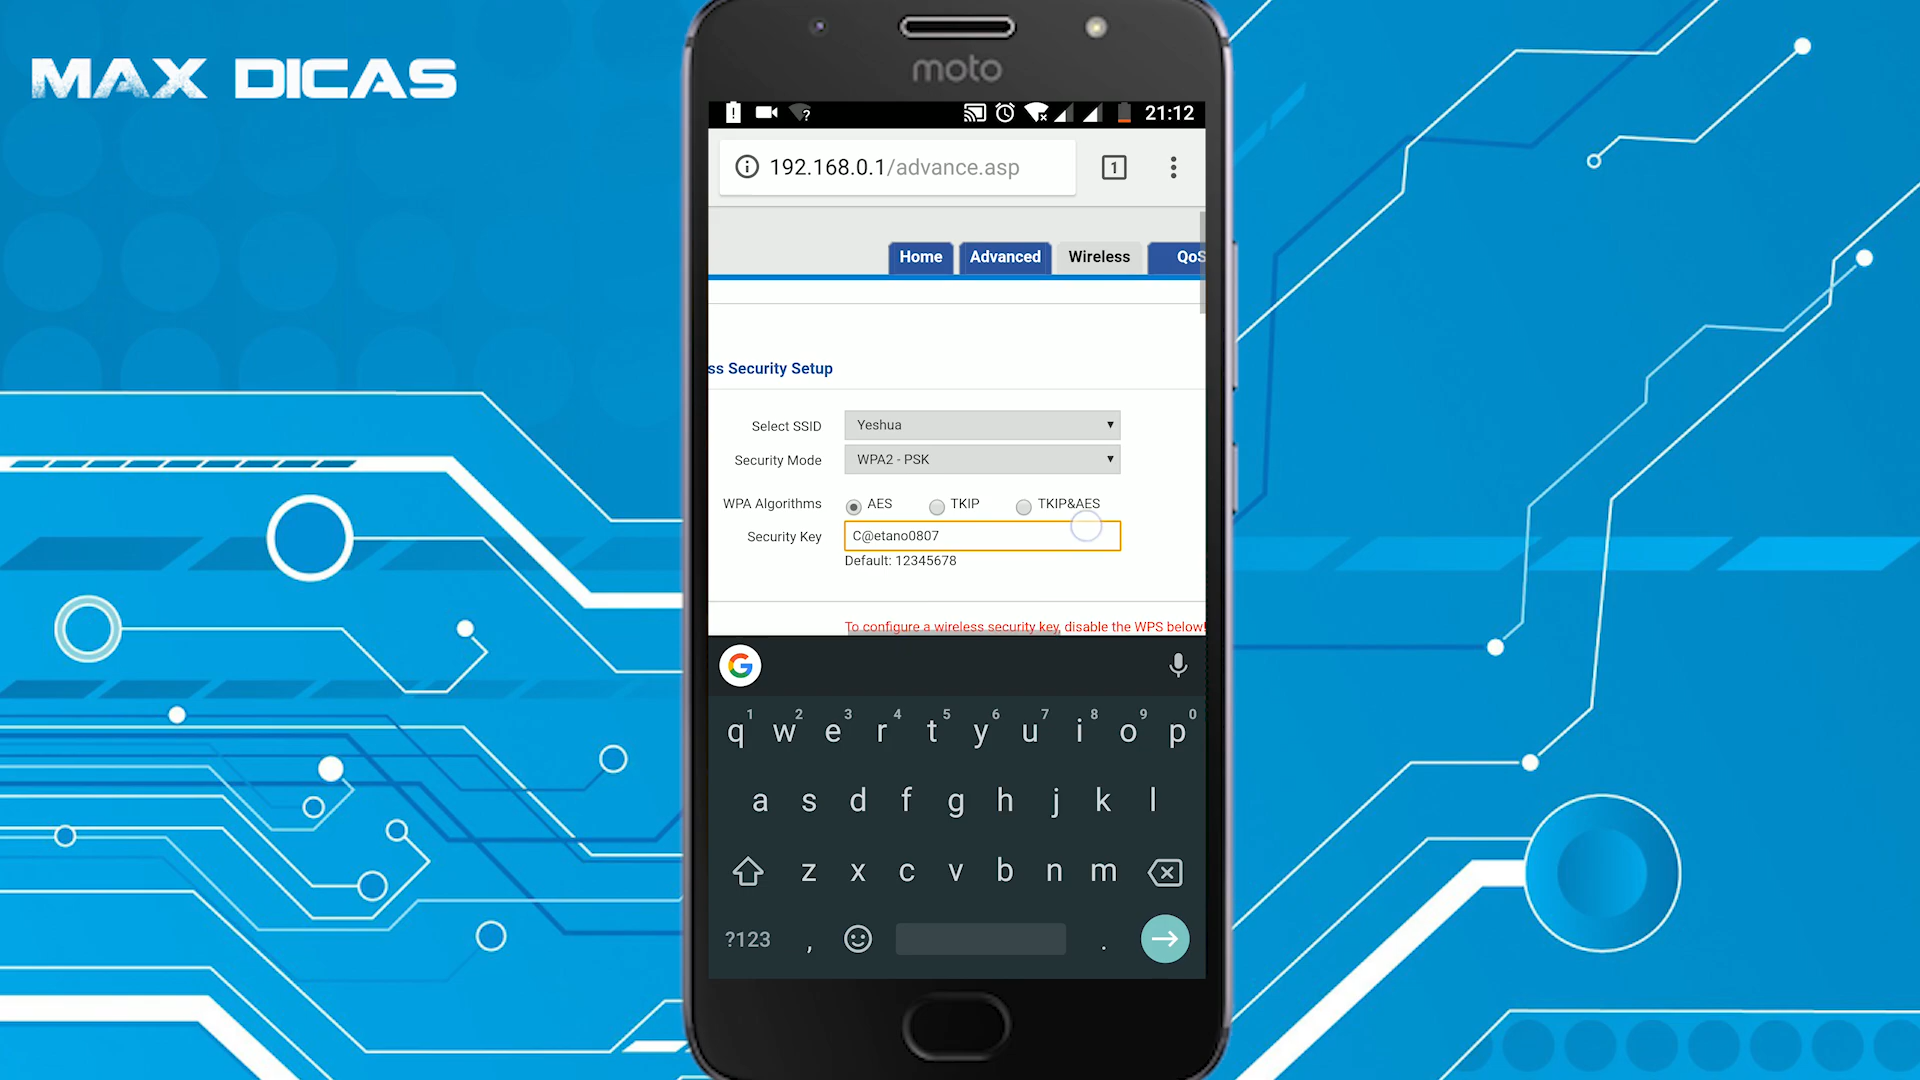 MAX DICAS
moto
21:12
192.168.0.1/advance.asp
1
Home Advanced Wireless QoS
ss Security Setup
Select SSID Yeshua
Security Mode WPA2 - PSK
WPA Algorithms AES TKIP TKIP&AES
Security Key C@etano0807
Default: 12345678
To configure a wireless security key, disable the WPS below!
G
1 2 3 4 5 6 7 8 9 0
q w e r t y u i o p
a s d f g h j k l
z x c v b n m
?123 , .